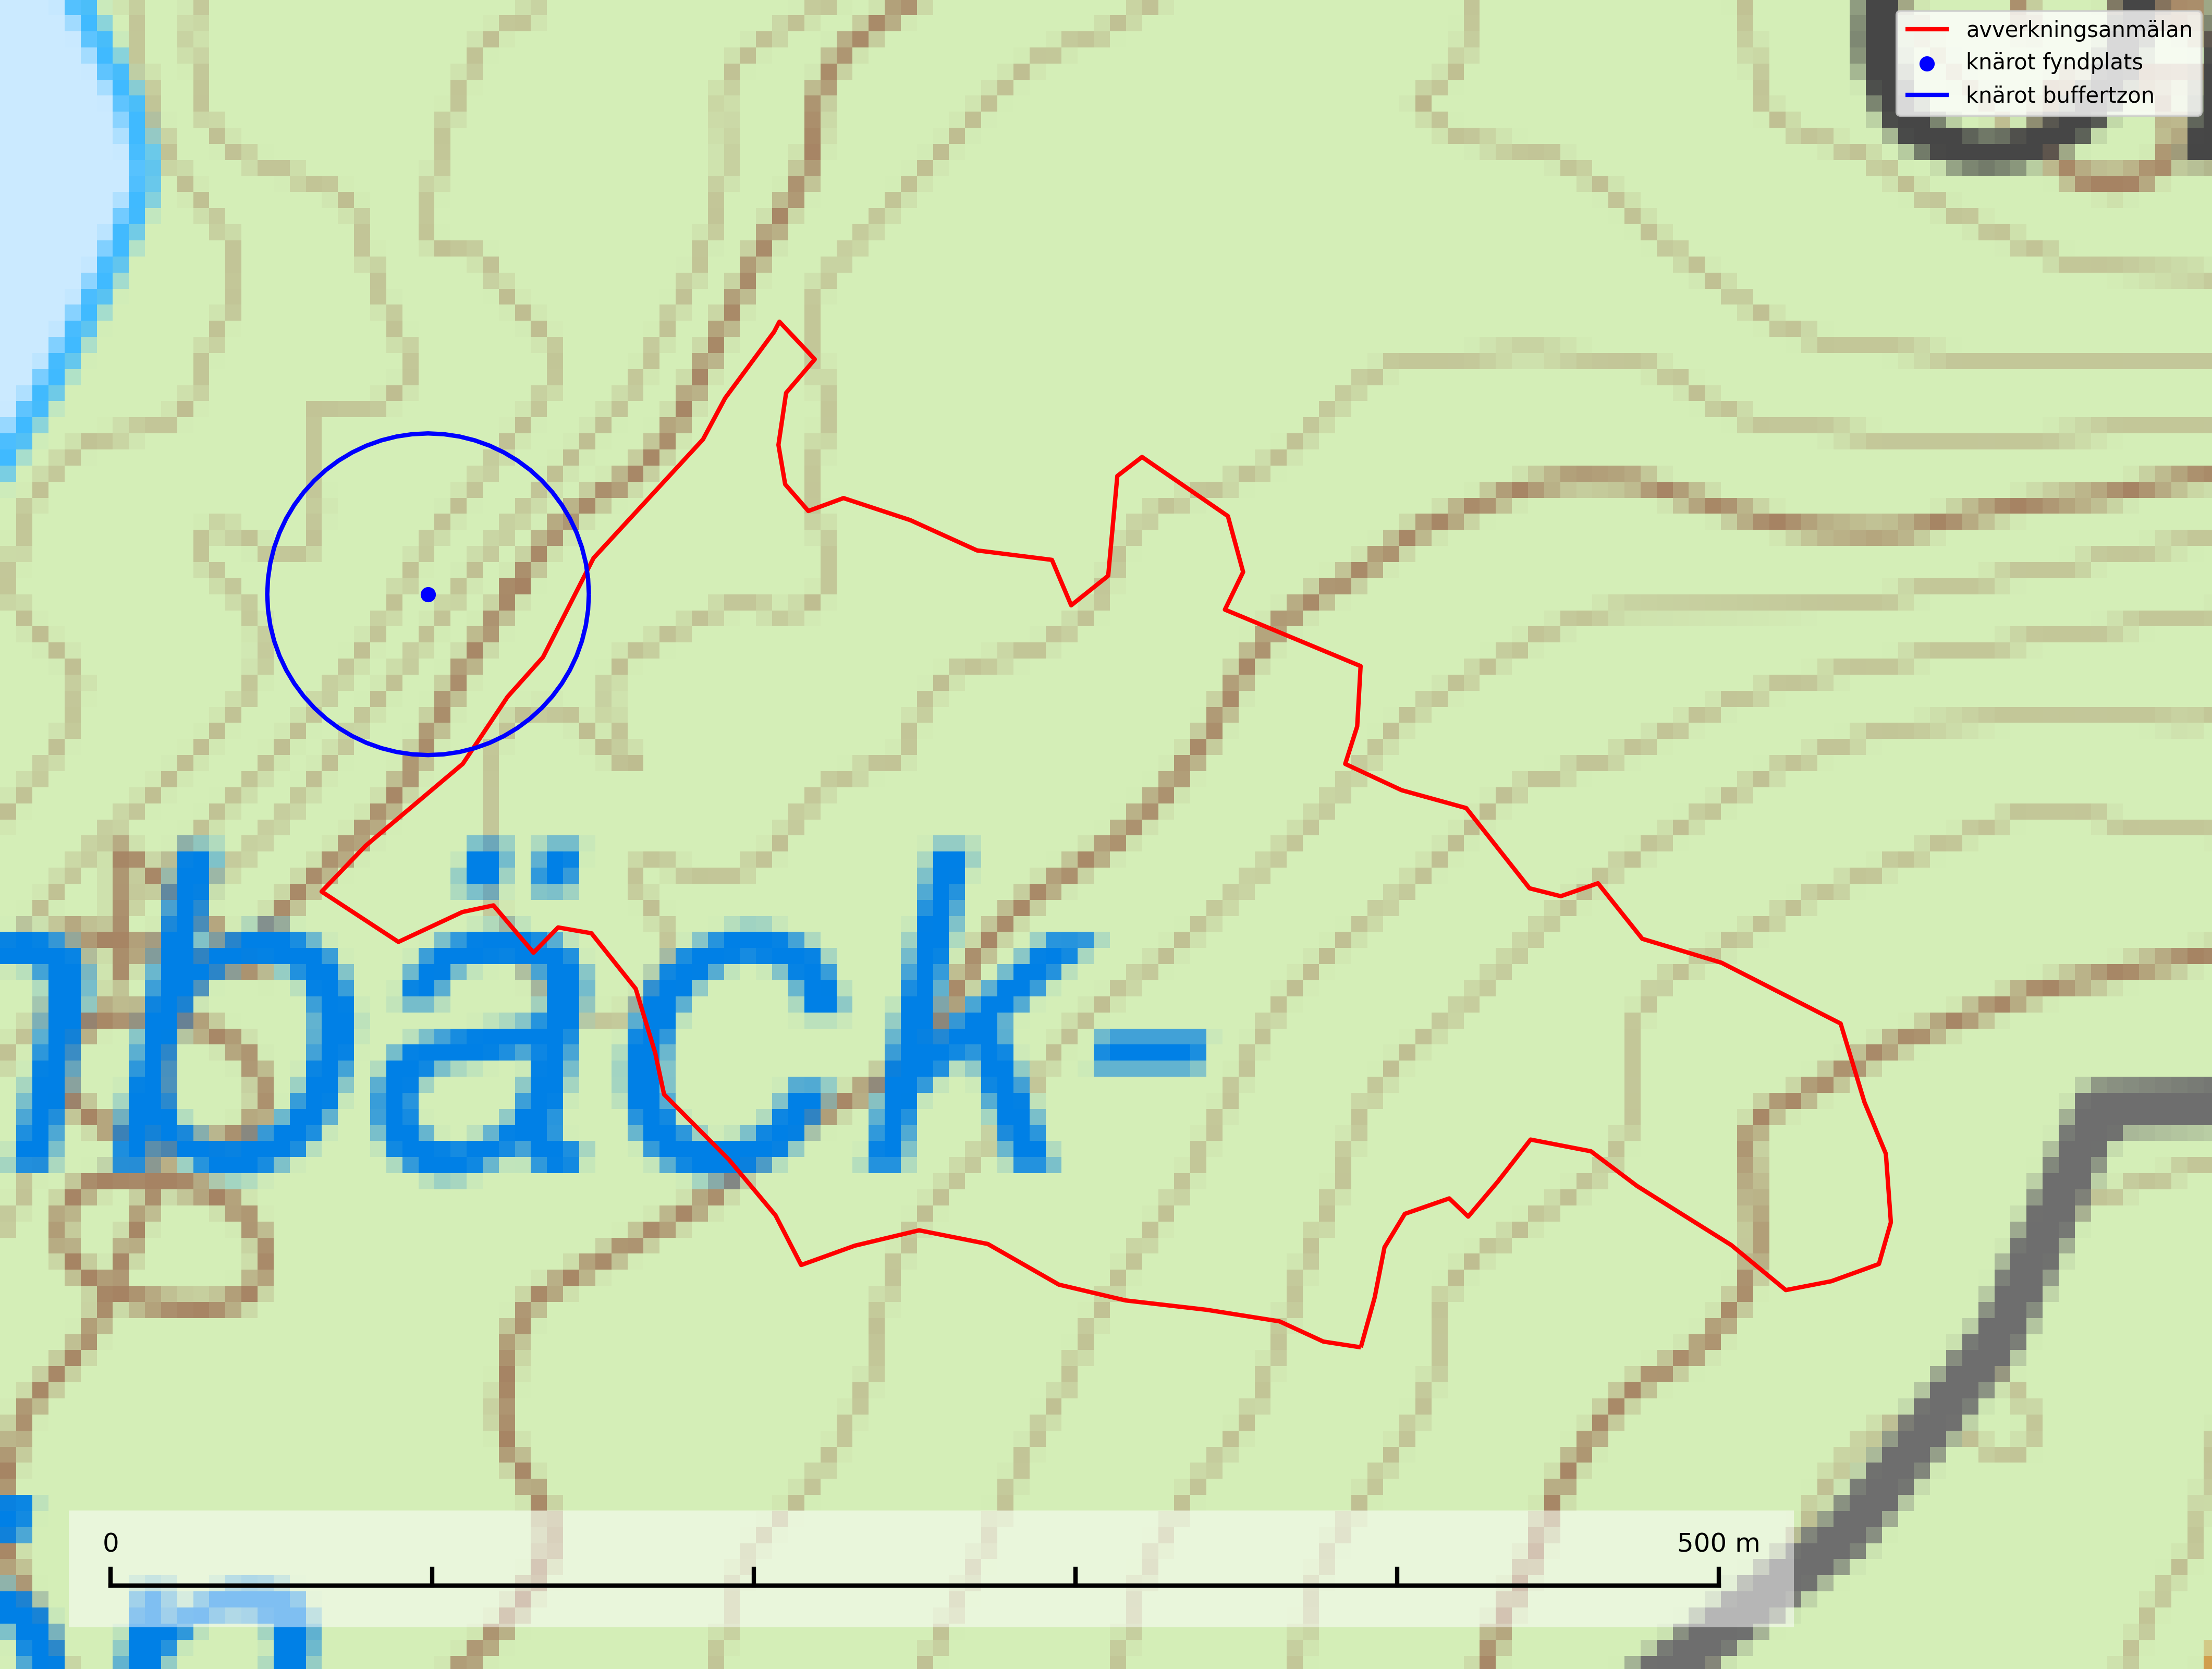 avverkningsanmälan
knärot fyndplats
knärot buffertzon
bäck-
0 500 m